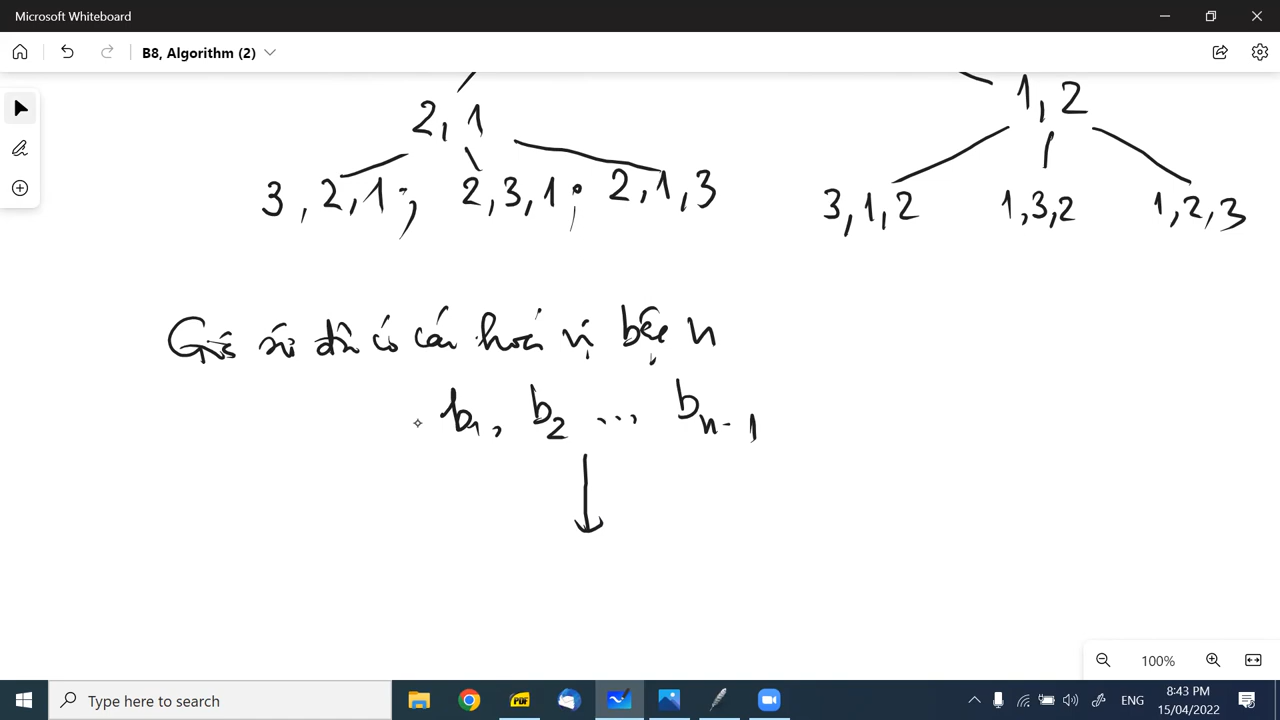 Microsoft Whiteboard
B8, Algorithm (2)
2, 1
1, 2
3, 2, 1; 2, 3, 1; 2, 1, 3
3, 1, 2 1, 3, 2 1, 2, 3
Giả sử đã có các hoán vị bậc n
b1, b2 ... bn-1
100%
Type here to search
PDF
ENG
8:43 PM
15/04/2022